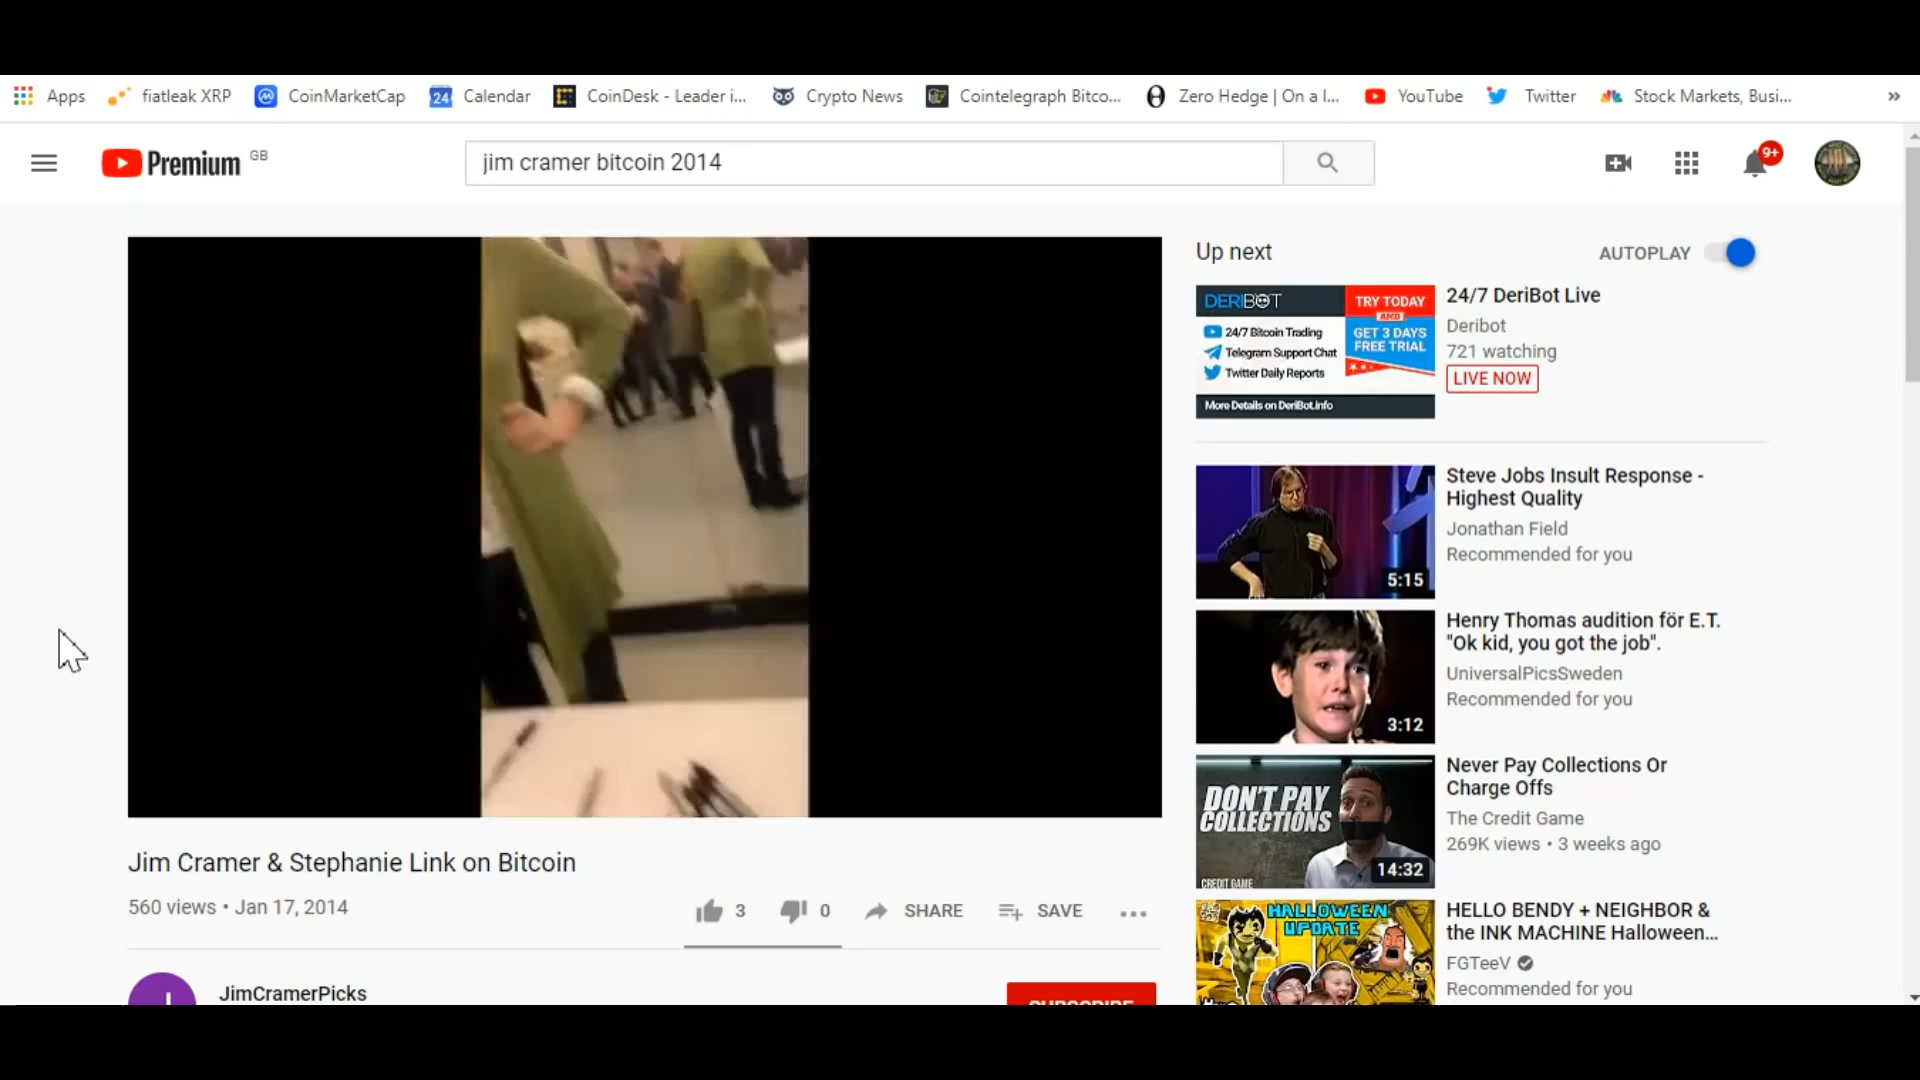 Apps fiatleak XRP CoinMarketCap 24 Calendar CoinDesk - Leader i... Crypto News Cointelegraph Bitco... Zero Hedge | On a l... YouTube Twitter Stock Markets, Busi... »
Premium GB
jim cramer bitcoin 2014
9+
Up next
AUTOPLAY
DERIBOT
TRY TODAY
AND
GET 3 DAYS
FREE TRIAL
24/7 Bitcoin Trading
Telegram Support Chat
Twitter Daily Reports
More Details on DeriBot.info
24/7 DeriBot Live
Deribot
721 watching
LIVE NOW
5:15
Steve Jobs Insult Response -
Highest Quality
Jonathan Field
Recommended for you
3:12
Henry Thomas audition för E.T.
"Ok kid, you got the job".
UniversalPicsSweden
Recommended for you
DON'T PAY
COLLECTIONS
14:32
CREDIT GAME
Never Pay Collections Or
Charge Offs
The Credit Game
269K views • 3 weeks ago
HALLOWEEN
UPDATE
HELLO BENDY + NEIGHBOR &
the INK MACHINE Halloween...
FGTeeV
Recommended for you
Jim Cramer & Stephanie Link on Bitcoin
560 views • Jan 17, 2014
3 0 SHARE SAVE ...
J
JimCramerPicks
SUBSCRIBE